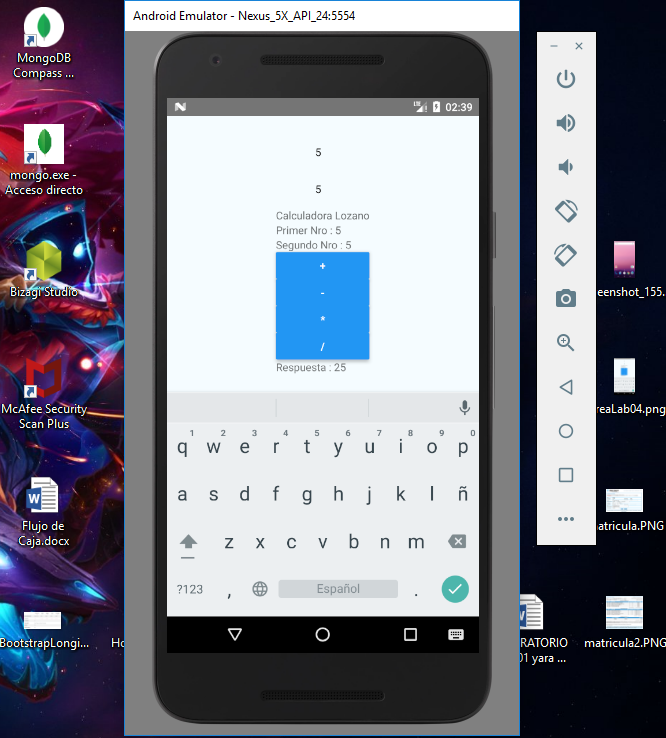 Android Emulator - Nexus_5X_API_24:5554
MongoDB
Compass ...
mongo.exe -
Acceso directo
Bizagi Studio
McAfee Security
Scan Plus
Flujo de
Caja.docx
BootstrapLongi...
Ho
LTE
02:39
5
5
Calculadora Lozano
Primer Nro : 5
Segundo Nro : 5
+
-
*
/
Respuesta : 25
1 2 3 4 5 6 7 8 9 0
q w e r t y u i o p
a s d f g h j k l ñ
z x c v b n m
?123 , Español .
eenshot_155.
reaLab04.png
matricula.PNG
RATORIO
01 yara ...
matricula2.PNG